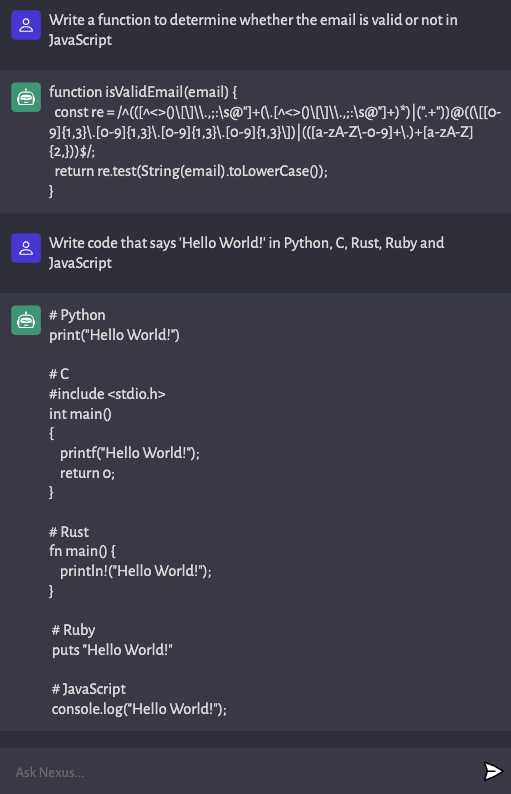 Write a function to determine whether the email is valid or not in
JavaScript
function isValidEmail(email) {
const re = /^(([^<>()\[\]\\.,;:\s@"]+(\.[^<>()\[\]\\.,;:\s@"]+)*)|(".+"))@((\[[0-
9]{1,3}\.[0-9]{1,3}\.[0-9]{1,3}\.[0-9]{1,3}\])|(([a-zA-Z\-0-9]+\.)+[a-zA-Z]
{2,}))$/;
return re.test(String(email).toLowerCase());
}
Write code that says 'Hello World!' in Python, C, Rust, Ruby and
JavaScript
# Python
print("Hello World!")
# C
#include <stdio.h>
int main()
{
printf("Hello World!");
return 0;
}
# Rust
fn main() {
println!("Hello World!");
}
# Ruby
puts "Hello World!"
# JavaScript
console.log("Hello World!");
Ask Nexus...